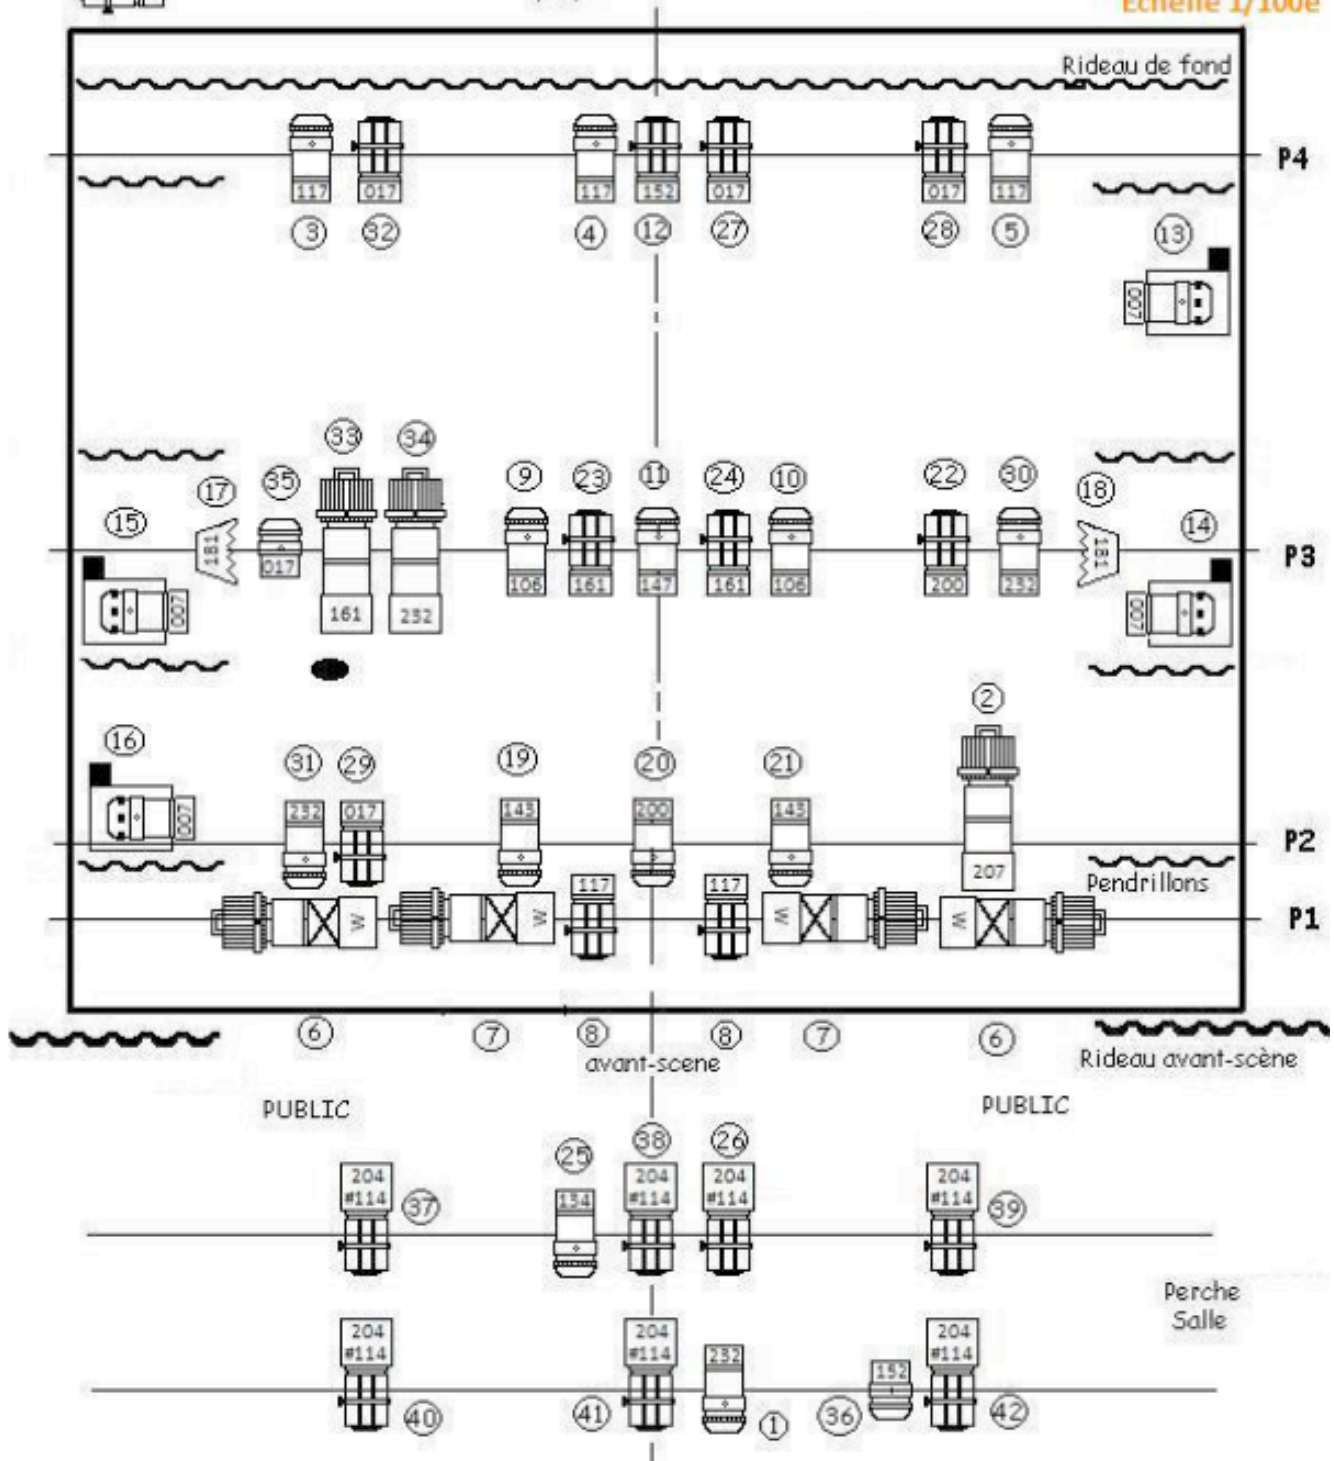 Echelle 1/100e
Rideau de fond
117 017 117 152 017 017 117 P4
3 32 4 12 27 28 5 13
007
33 34
17 35 9 23 11 24 10 22 30 18
15 14
181 017 106 161 147 161 106 200 232 181 P3
161 232
007 007
2
16 31 29 19 20 21
232 017 143 200 143
007 P2
207
117 117 Pendrillons
W W W W P1
6 7 8 8 7 6
avant-scene Rideau avant-scène
PUBLIC PUBLIC
25 38 26
204 204 204 204
#114 37 134 #114 #114 #114 39
Perche
Salle
204 204 232 204
#114 #114 152 #114
40 41 1 36 42